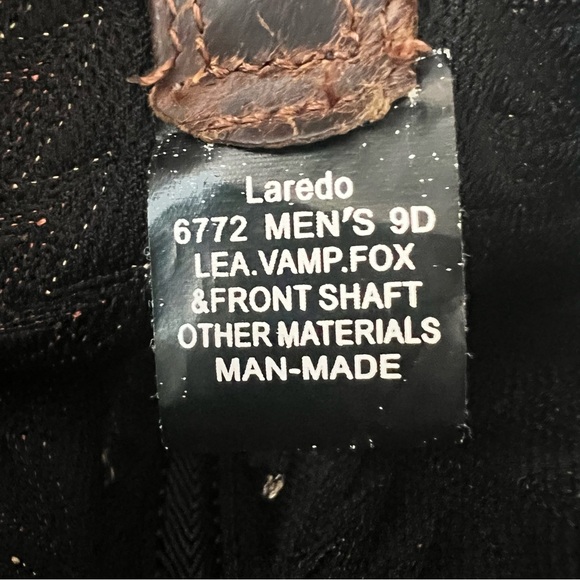 Laredo
6772 MEN'S 9D
LEA.VAMP.FOX
&FRONT SHAFT
OTHER MATERIALS
MAN-MADE